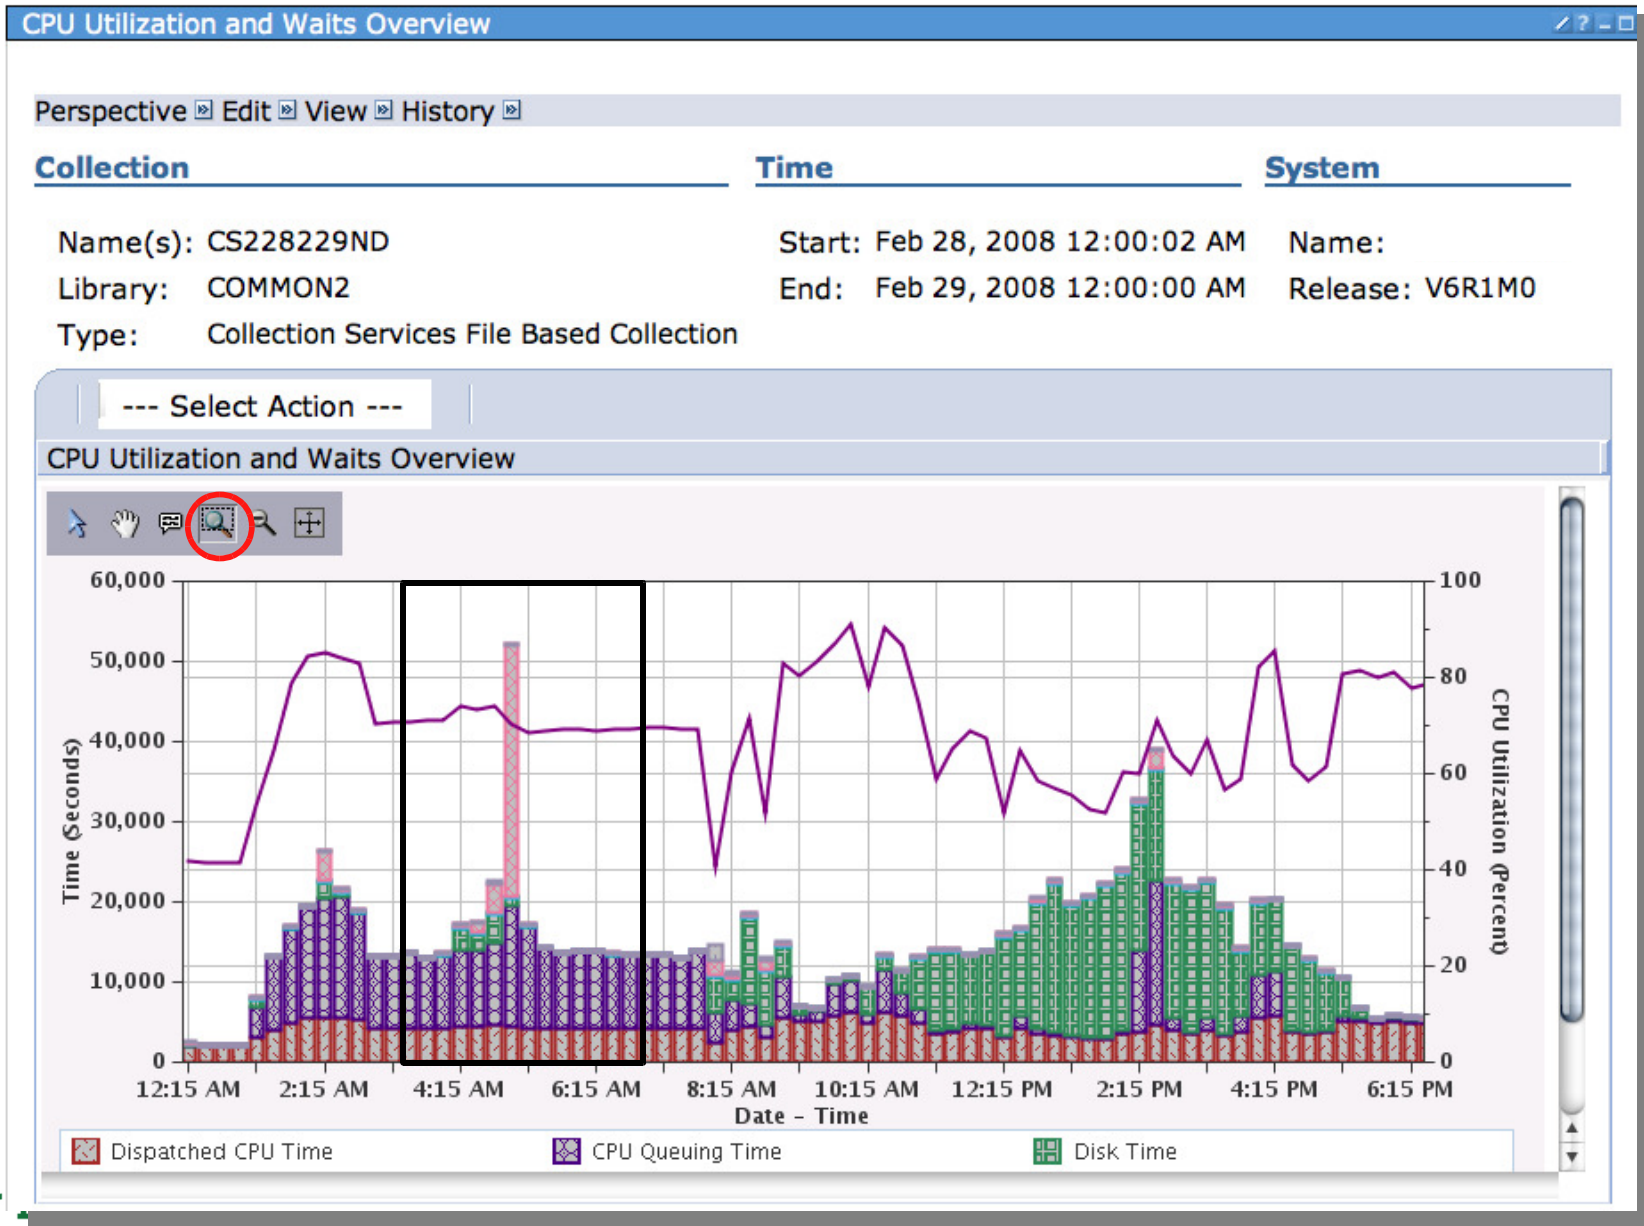 CPU Utilization and Waits Overview
Perspective Edit View History
Collection Time System
Name(s): CS228229ND Start: Feb 28, 2008 12:00:02 AM Name:
Library: COMMON2 End: Feb 29, 2008 12:00:00 AM Release: V6R1M0
Type: Collection Services File Based Collection
--- Select Action ---
CPU Utilization and Waits Overview
60,000 100
50,000 80
40,000
30,000 60
20,000 40
10,000 20
0 0
Time (Seconds)
CPU Utilization (Percent)
12:15 AM 2:15 AM 4:15 AM 6:15 AM 8:15 AM 10:15 AM 12:15 PM 2:15 PM 4:15 PM 6:15 PM
Date - Time
Dispatched CPU Time CPU Queuing Time Disk Time